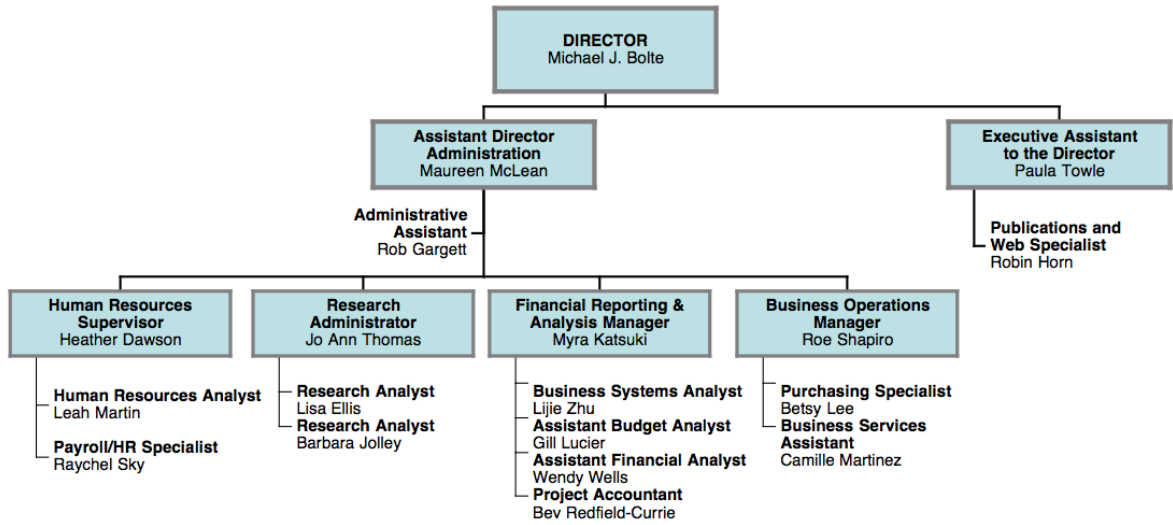 DIRECTOR
Michael J. Bolte
Assistant Director
Administration
Maureen McLean
Executive Assistant
to the Director
Paula Towle
Administrative
Assistant
Rob Gargett
Publications and
Web Specialist
Robin Horn
Human Resources
Supervisor
Heather Dawson
Research
Administrator
Jo Ann Thomas
Financial Reporting &
Analysis Manager
Myra Katsuki
Business Operations
Manager
Roe Shapiro
Human Resources Analyst
Leah Martin
Payroll/HR Specialist
Raychel Sky
Research Analyst
Lisa Ellis
Research Analyst
Barbara Jolley
Business Systems Analyst
Lijie Zhu
Assistant Budget Analyst
Gill Lucier
Assistant Financial Analyst
Wendy Wells
Project Accountant
Bev Redfield-Currie
Purchasing Specialist
Betsy Lee
Business Services
Assistant
Camille Martinez